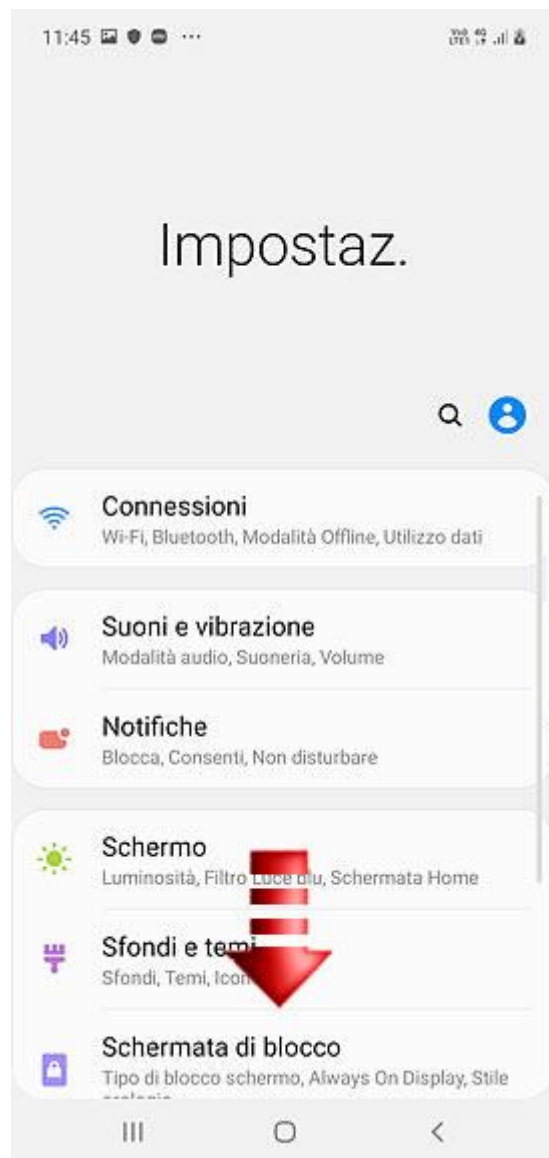 11:45
Impostaz.
Connessioni
Wi-Fi, Bluetooth, Modalità Offline, Utilizzo dati
Suoni e vibrazione
Modalità audio, Suoneria, Volume
Notifiche
Blocca, Consenti, Non disturbare
Schermo
Luminosità, Filtro Luce blu, Schermata Home
Sfondi e temi
Sfondi, Temi,
Schermata di blocco
Tipo di blocco schermo, Always On Display, Stile